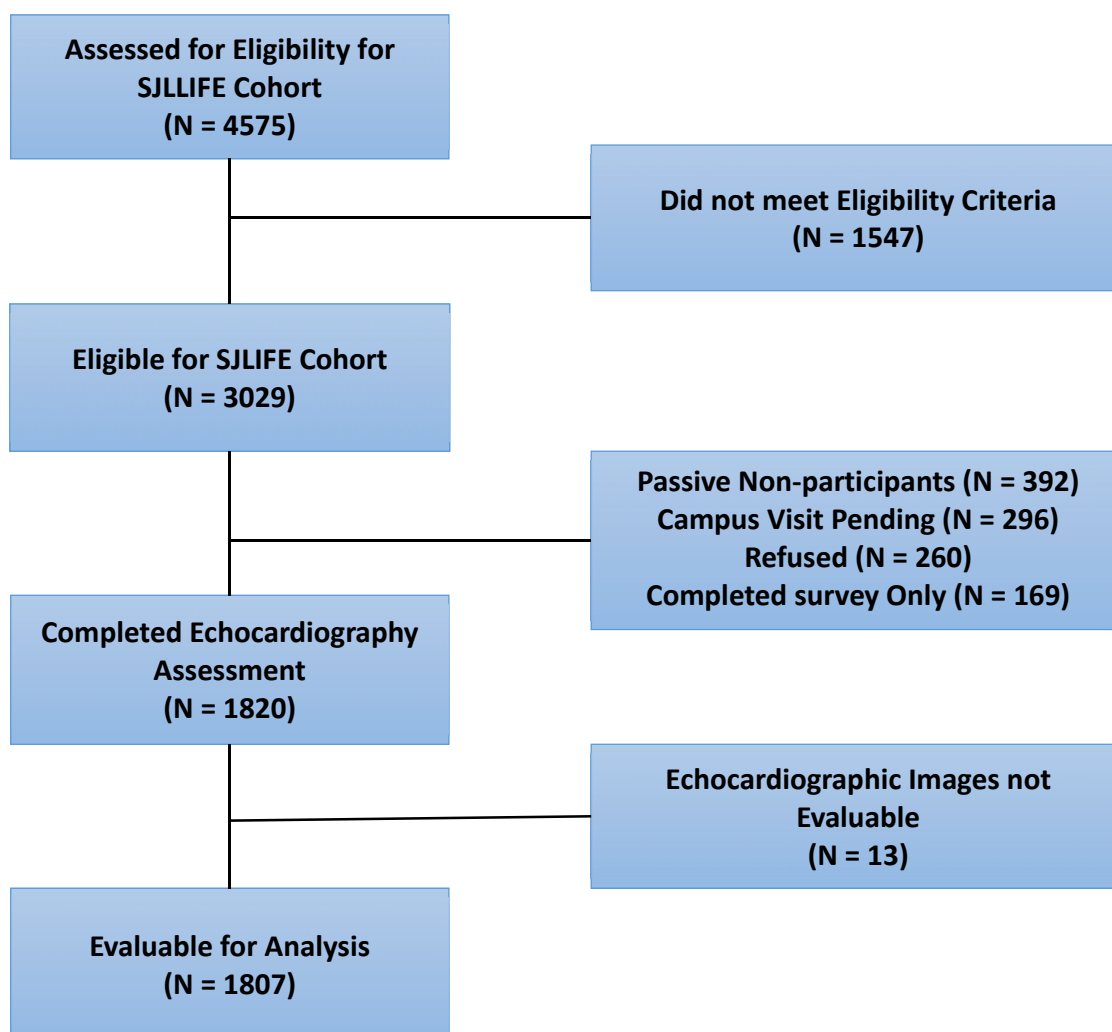 Assessed for Eligibility for
SJLLIFE Cohort
(N = 4575)
Did not meet Eligibility Criteria
(N = 1547)
Eligible for SJLIFE Cohort
(N = 3029)
Passive Non-participants (N = 392)
Campus Visit Pending (N = 296)
Refused (N = 260)
Completed survey Only (N = 169)
Completed Echocardiography
Assessment
(N = 1820)
Echocardiographic Images not
Evaluable
(N = 13)
Evaluable for Analysis
(N = 1807)